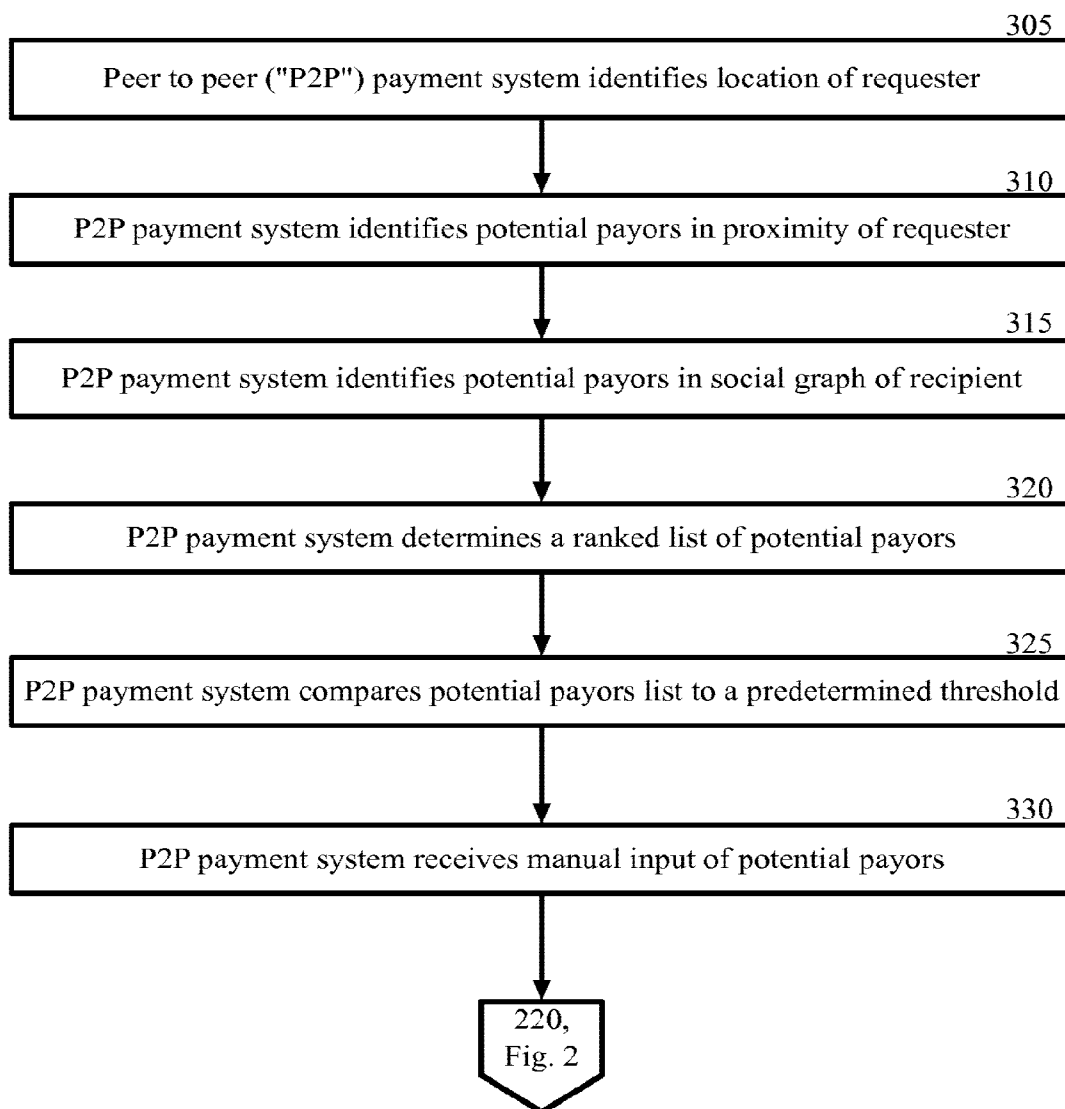 305
Peer to peer ("P2P") payment system identifies location of requester
310
P2P payment system identifies potential payors in proximity of requester
315
P2P payment system identifies potential payors in social graph of recipient
320
P2P payment system determines a ranked list of potential payors
325
P2P payment system compares potential payors list to a predetermined threshold
330
P2P payment system receives manual input of potential payors
220,
Fig. 2